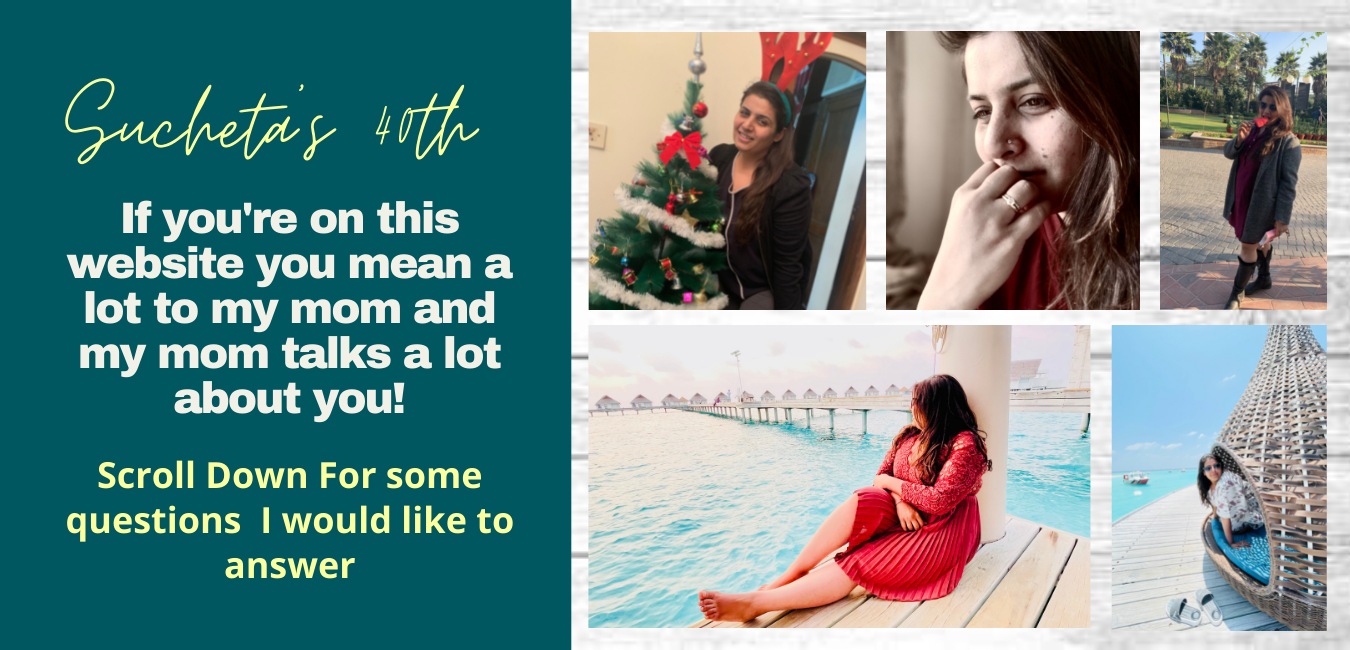 Sucheta's 40th
If you're on this
website you mean a
lot to my mom and
my mom talks a lot
about you!
Scroll Down For some
questions I would like to
answer